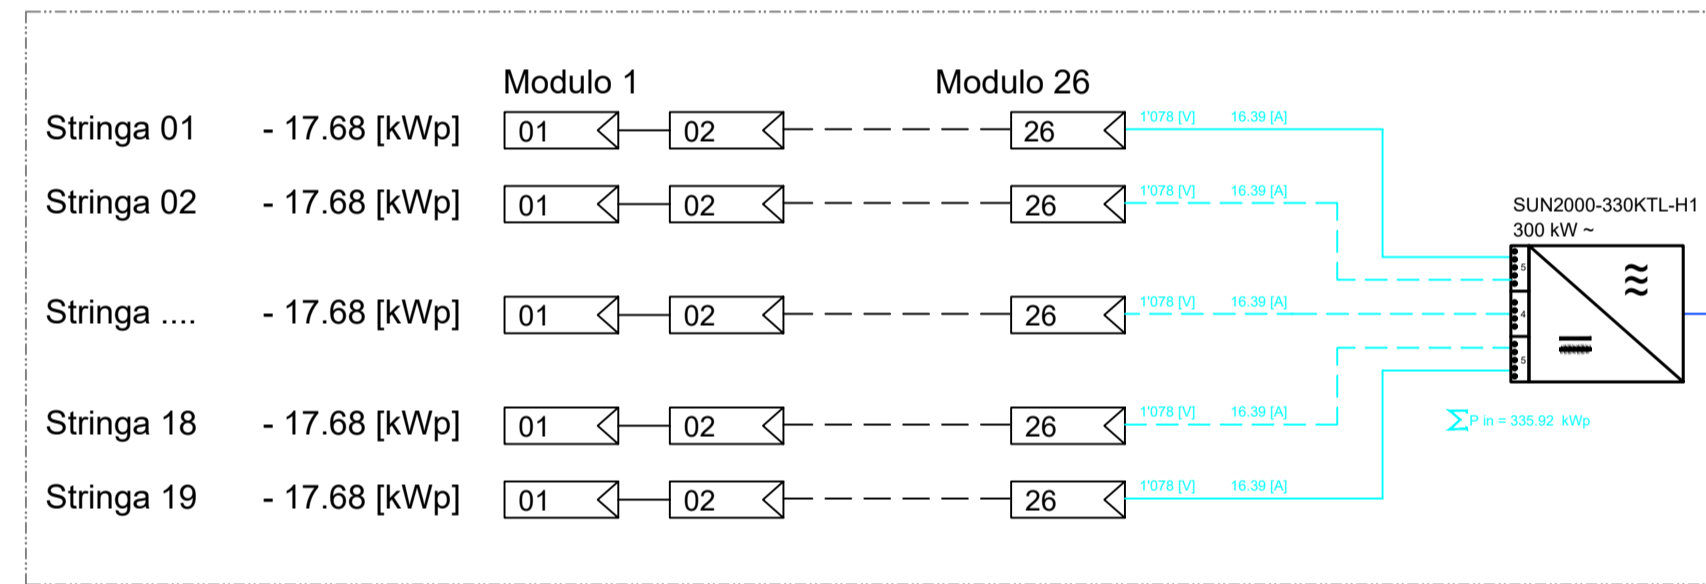 Modulo 1 Modulo 26
Stringa 01 - 17.68 [kWp] 01 02 26 1'078 [V] 16.39 [A]
Stringa 02 - 17.68 [kWp] 01 02 26 1'078 [V] 16.39 [A]
SUN2000-330KTL-H1
300 kW ~
5
Stringa .... - 17.68 [kWp] 01 02 26 1'078 [V] 16.39 [A] 4
5
Stringa 18 - 17.68 [kWp] 01 02 26 1'078 [V] 16.39 [A]
∑P in = 335.92 kWp
Stringa 19 - 17.68 [kWp] 01 02 26 1'078 [V] 16.39 [A]